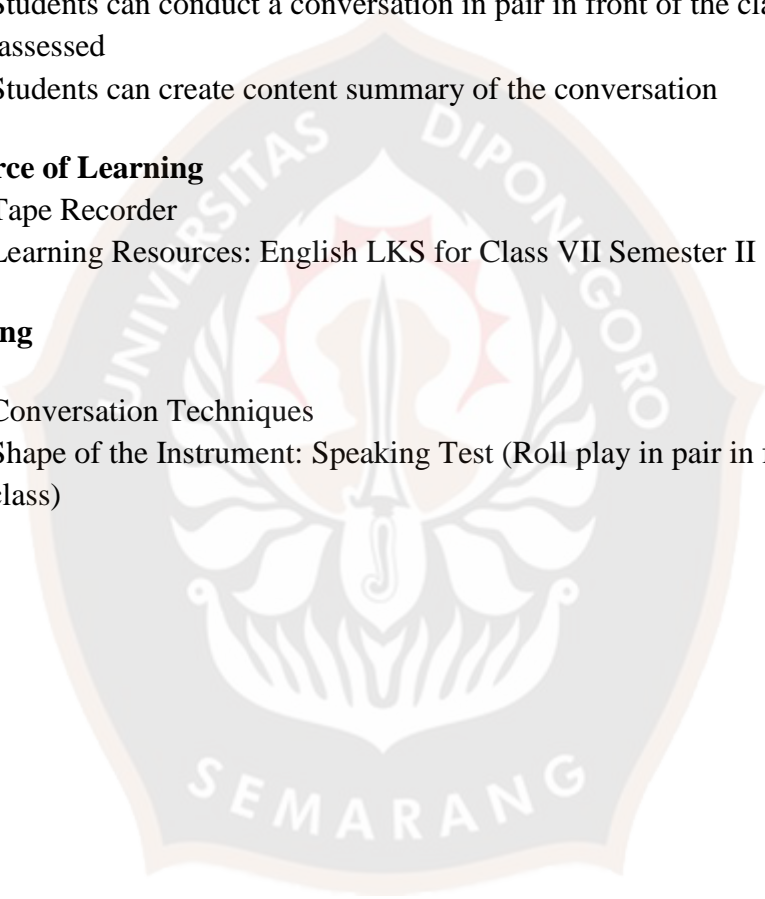 Students can conduct a conversation in pair in front of the cla
assessed
Students can create content summary of the conversation
rce of Learning
Tape Recorder
Learning Resources: English LKS for Class VII Semester II
ng
Conversation Techniques
Shape of the Instrument: Speaking Test (Roll play in pair in
class)
UNIVERSITAS DIPONEGORO
SEMARANG